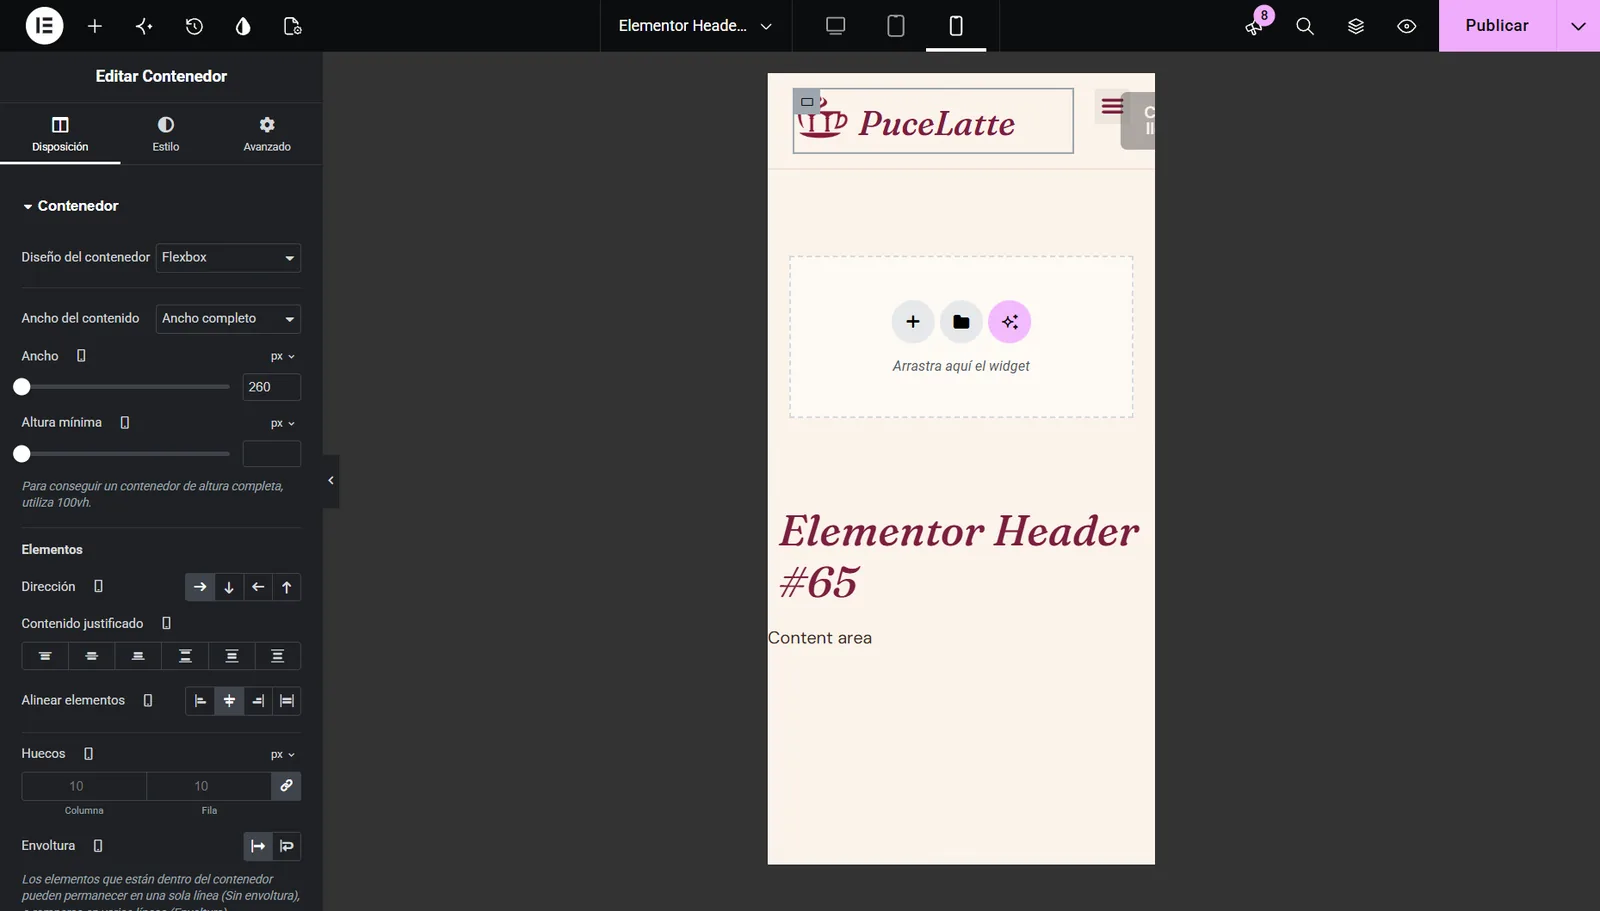 Elementor Heade...
8
Publicar
Editar Contenedor
Disposición
Estilo
Avanzado
Contenedor
Diseño del contenedor
Flexbox
Ancho del contenido
Ancho completo
Ancho
px
260
Altura mínima
px
Para conseguir un contenedor de altura completa,
utiliza 100vh.
Elementos
Dirección
Contenido justificado
Alinear elementos
Huecos
px
10
10
Columna
Fila
Envoltura
Los elementos que están dentro del contenedor
pueden permanecer en una sola línea (Sin envoltura),
PuceLatte
Arrastra aquí el widget
Elementor Header
#65
Content area